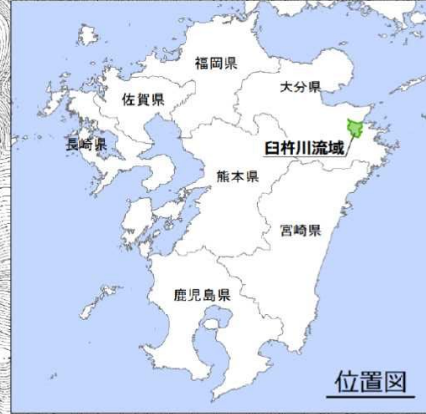 福岡県
大分県
佐賀県
長崎県
臼杵川流域
熊本県
宮崎県
鹿児島県
位置図